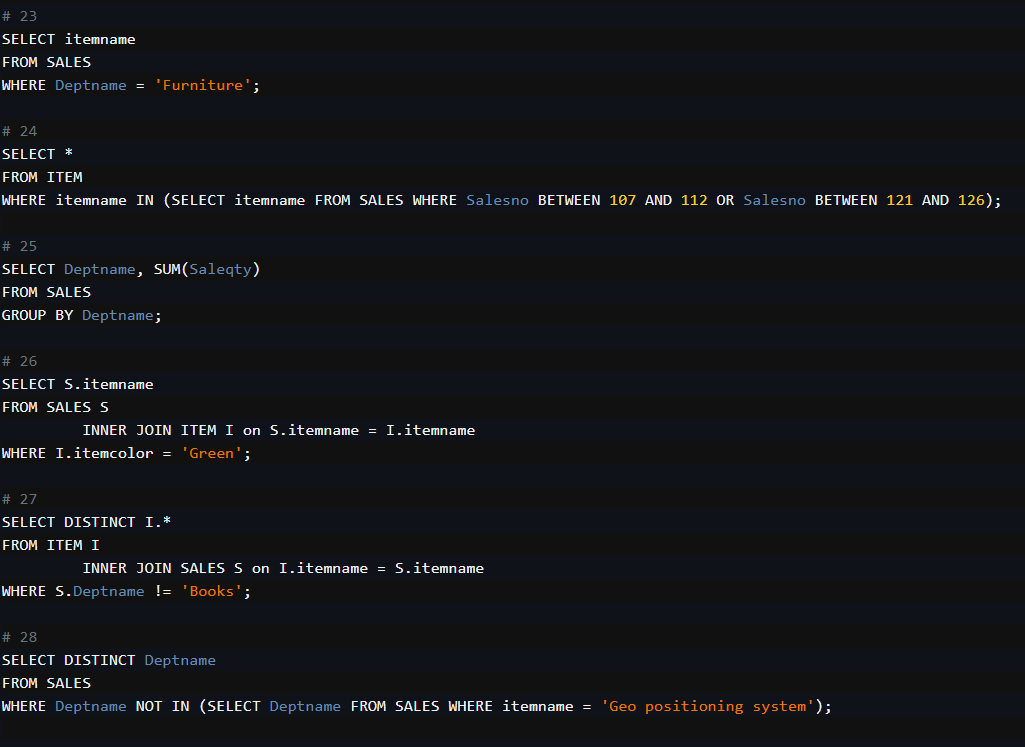 # 23
SELECT itemname
FROM SALES
WHERE Deptname = 'Furniture';
# 24
SELECT *
FROM ITEM
WHERE itemname IN (SELECT itemname FROM SALES WHERE Salesno BETWEEN 107 AND 112 OR Salesno BETWEEN 121 AND 126);
# 25
SELECT Deptname, SUM(Saleqty)
FROM SALES
GROUP BY Deptname;
# 26
SELECT S.itemname
FROM SALES S
INNER JOIN ITEM I on S.itemname = I.itemname
WHERE I.itemcolor = 'Green';
# 27
SELECT DISTINCT I.*
FROM ITEM I
INNER JOIN SALES S on I.itemname = S.itemname
WHERE S.Deptname != 'Books';
# 28
SELECT DISTINCT Deptname
FROM SALES
WHERE Deptname NOT IN (SELECT Deptname FROM SALES WHERE itemname = 'Geo positioning system');